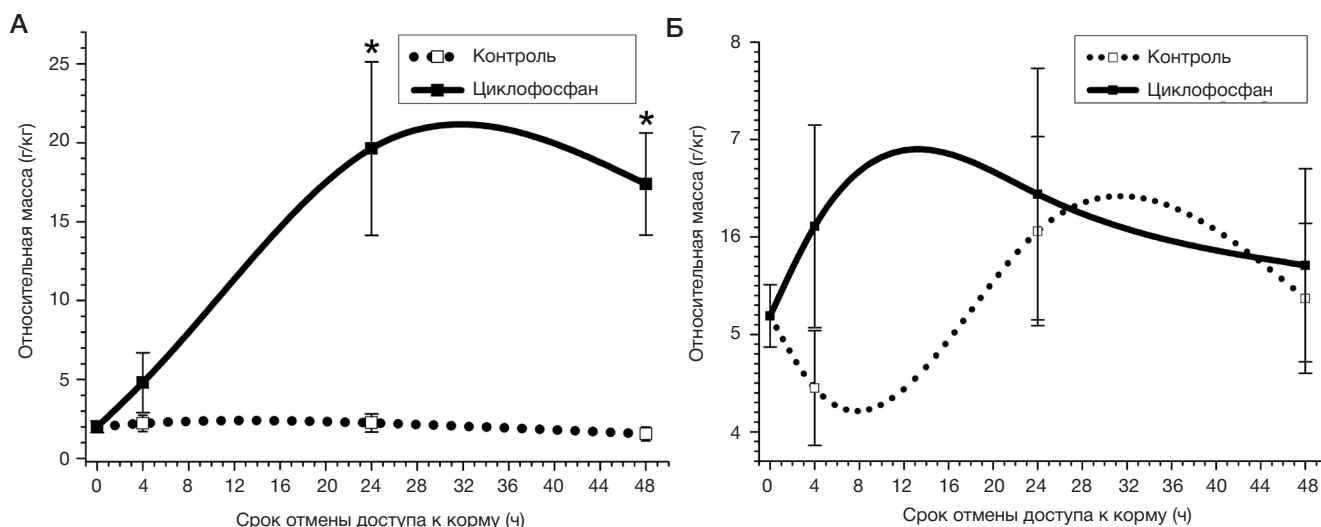 А
Относительная масса (г/кг)
25
20
15
10
5
0
*
*
Контроль
Циклофосфан
0 4 8 12 16 20 24 28 32 36 40 44 48
Срок отмены доступа к корму (ч)
Б
Относительная масса (г/кг)
8
7
16
5
4
Контроль
Циклофосфан
0 4 8 12 16 20 24 28 32 36 40 44 48
Срок отмены доступа к корму (ч)